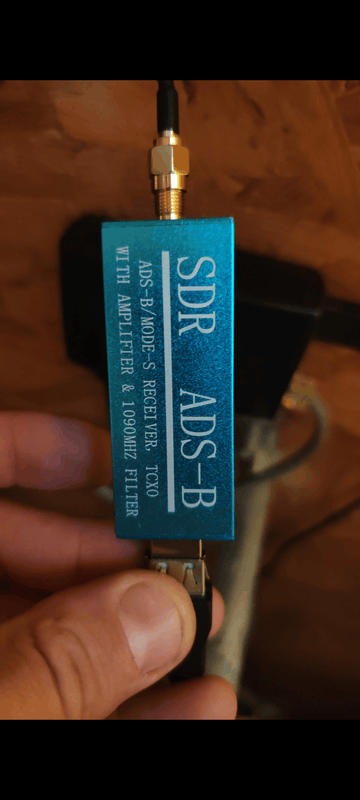 SDR ADS-B
ADS-B/MODE-S RECEIVER, TCXO
WITH AMPLIFIER & 1090MHZ FILTER